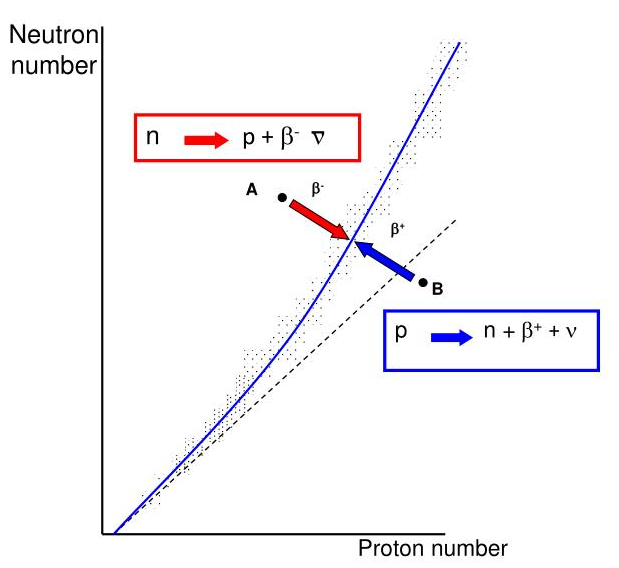 Neutron
number
n → p + β⁻ ν̅
A
β⁻
β⁺
B
p → n + β⁺ + ν
Proton number